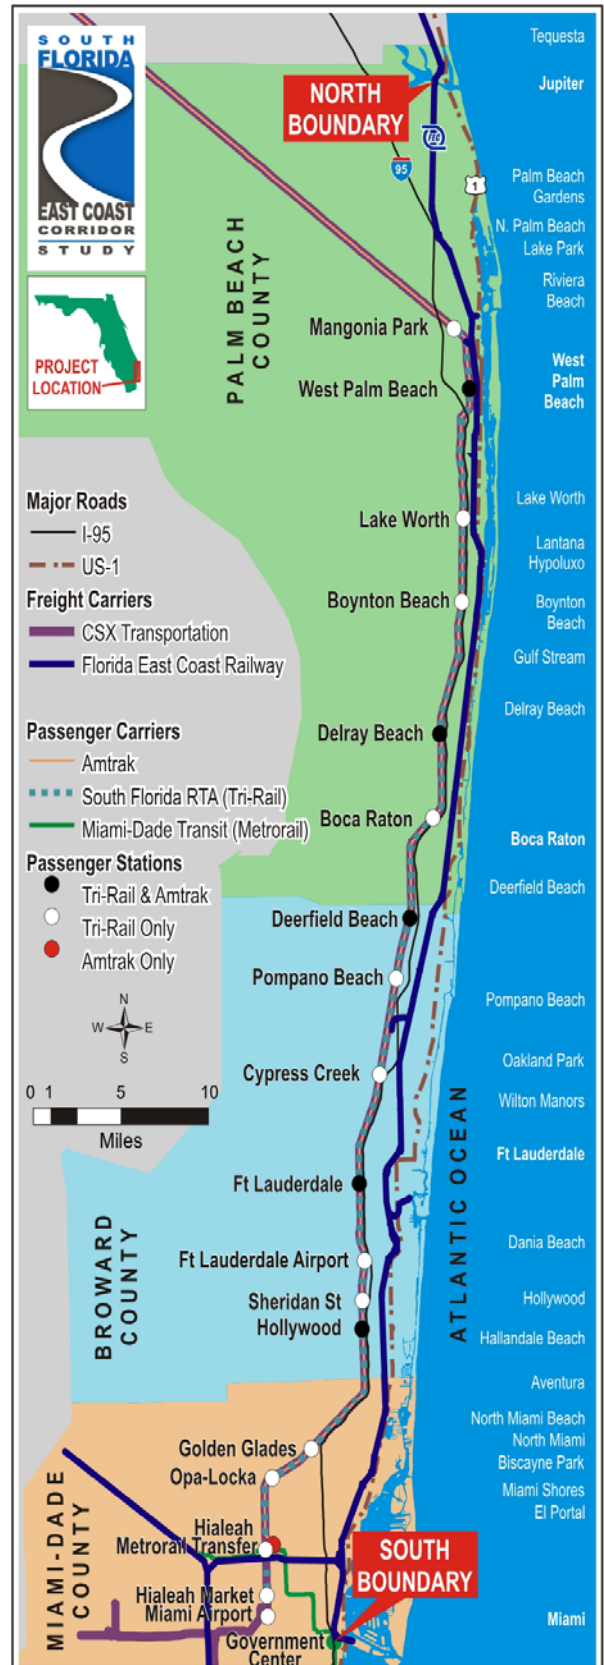 SOUTH
FLORIDA
EAST COAST
CORRIDOR
STUDY
PROJECT
LOCATION
NORTH
BOUNDARY
FEC
95
1
Tequesta
Jupiter
Palm Beach
Gardens
N. Palm Beach
Lake Park
Riviera
Beach
West
Palm
Beach
Lake Worth
Lantana
Hypoluxo
Boynton
Beach
Gulf Stream
Delray Beach
Boca Raton
Deerfield Beach
Pompano Beach
Oakland Park
Wilton Manors
Ft Lauderdale
Dania Beach
Hollywood
Hallandale Beach
Aventura
North Miami Beach
North Miami
Biscayne Park
Miami Shores
El Portal
Miami
PALM BEACH
COUNTY
Mangonia Park
West Palm Beach
Lake Worth
Boynton Beach
Delray Beach
Boca Raton
Deerfield Beach
Pompano Beach
Cypress Creek
Ft Lauderdale
Ft Lauderdale Airport
Sheridan St
Hollywood
Golden Glades
Opa-Locka
Hialeah
Metrorail Transfer
Hialeah Market
Miami Airport
Government
Center
Major Roads
I-95
US-1
Freight Carriers
CSX Transportation
Florida East Coast Railway
Passenger Carriers
Amtrak
South Florida RTA (Tri-Rail)
Miami-Dade Transit (Metrorail)
Passenger Stations
Tri-Rail & Amtrak
Tri-Rail Only
Amtrak Only
N
W E
S
0 1 5 10
Miles
BROWARD
COUNTY
ATLANTIC OCEAN
MIAMI-DADE
COUNTY
SOUTH
BOUNDARY